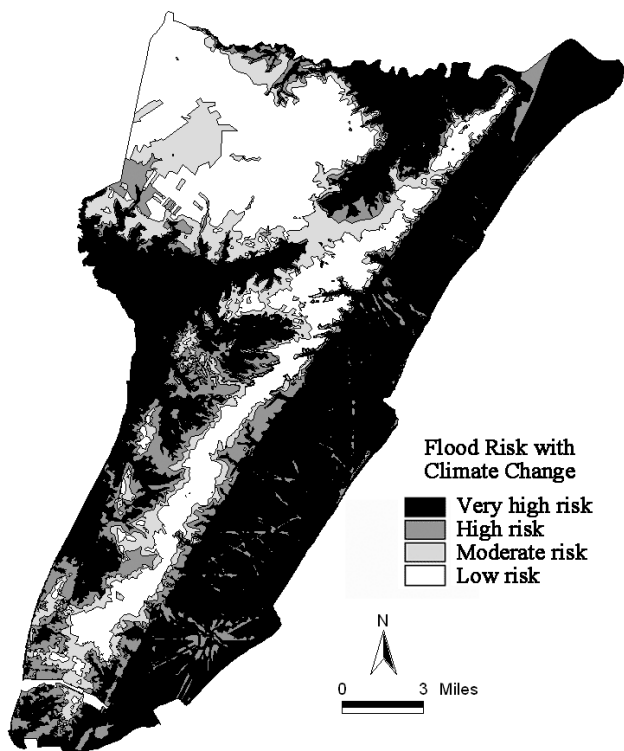 Flood Risk with
Climate Change
Very high risk
High risk
Moderate risk
Low risk
N
0 3 Miles